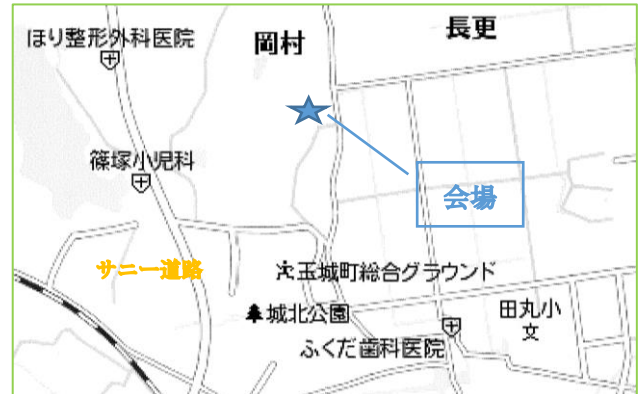 ほり整形外科医院
岡村
長更
篠塚小児科
会場
サニー道路
玉城町総合グラウンド
城北公園
田丸小
文
ふくだ歯科医院